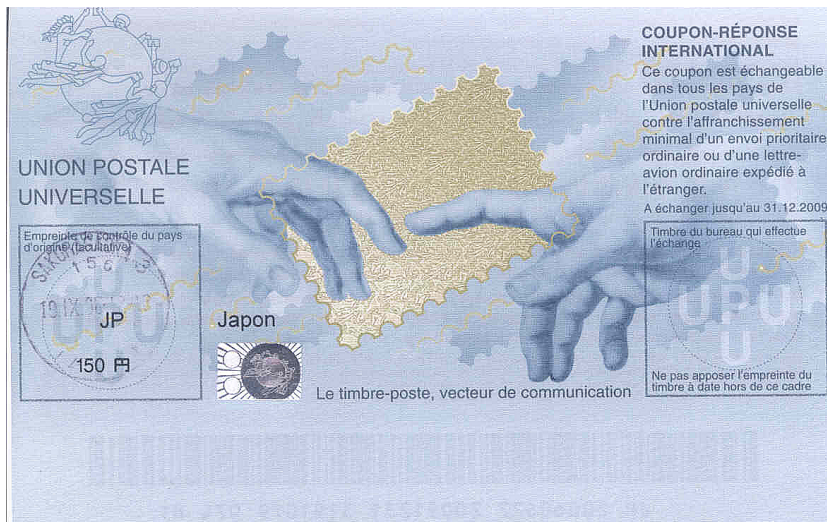 COUPON-RÉPONSE
INTERNATIONAL
Ce coupon est échangeable
dans tous les pays de
l'Union postale universelle
contre l'affranchissement
minimal d'un envoi prioritaire
ordinaire ou d'une lettre-
avion ordinaire expédié à
l'étranger.
A échanger jusqu'au 31.12.2009
UNION POSTALE
UNIVERSELLE
Empreinte de contrôle du pays
d'origine (facultative)
JP
150 円
Japon
Le timbre-poste, vecteur de communication
Timbre du bureau qui effectue
l'échange
U
UPU
U
Ne pas apposer l'empreinte du
timbre à date hors de ce cadre